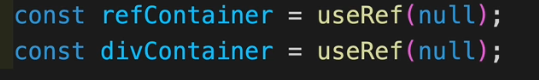 const refContainer = useRef(null);
const divContainer = useRef(null);